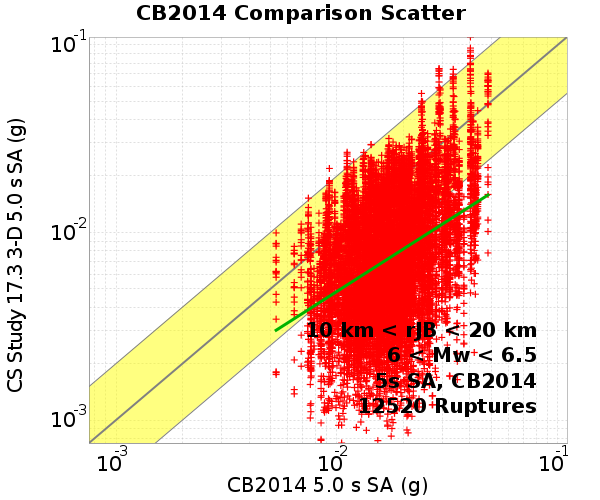 CB2014 Comparison Scatter
10-1
10-2
10-3
CS Study 17.3 3-D 5.0 s SA (g)
10 km < rJB < 20 km
6 < Mw < 6.5
5s SA, CB2014
12520 Ruptures
10-3
10-2
10-1
CB2014 5.0 s SA (g)